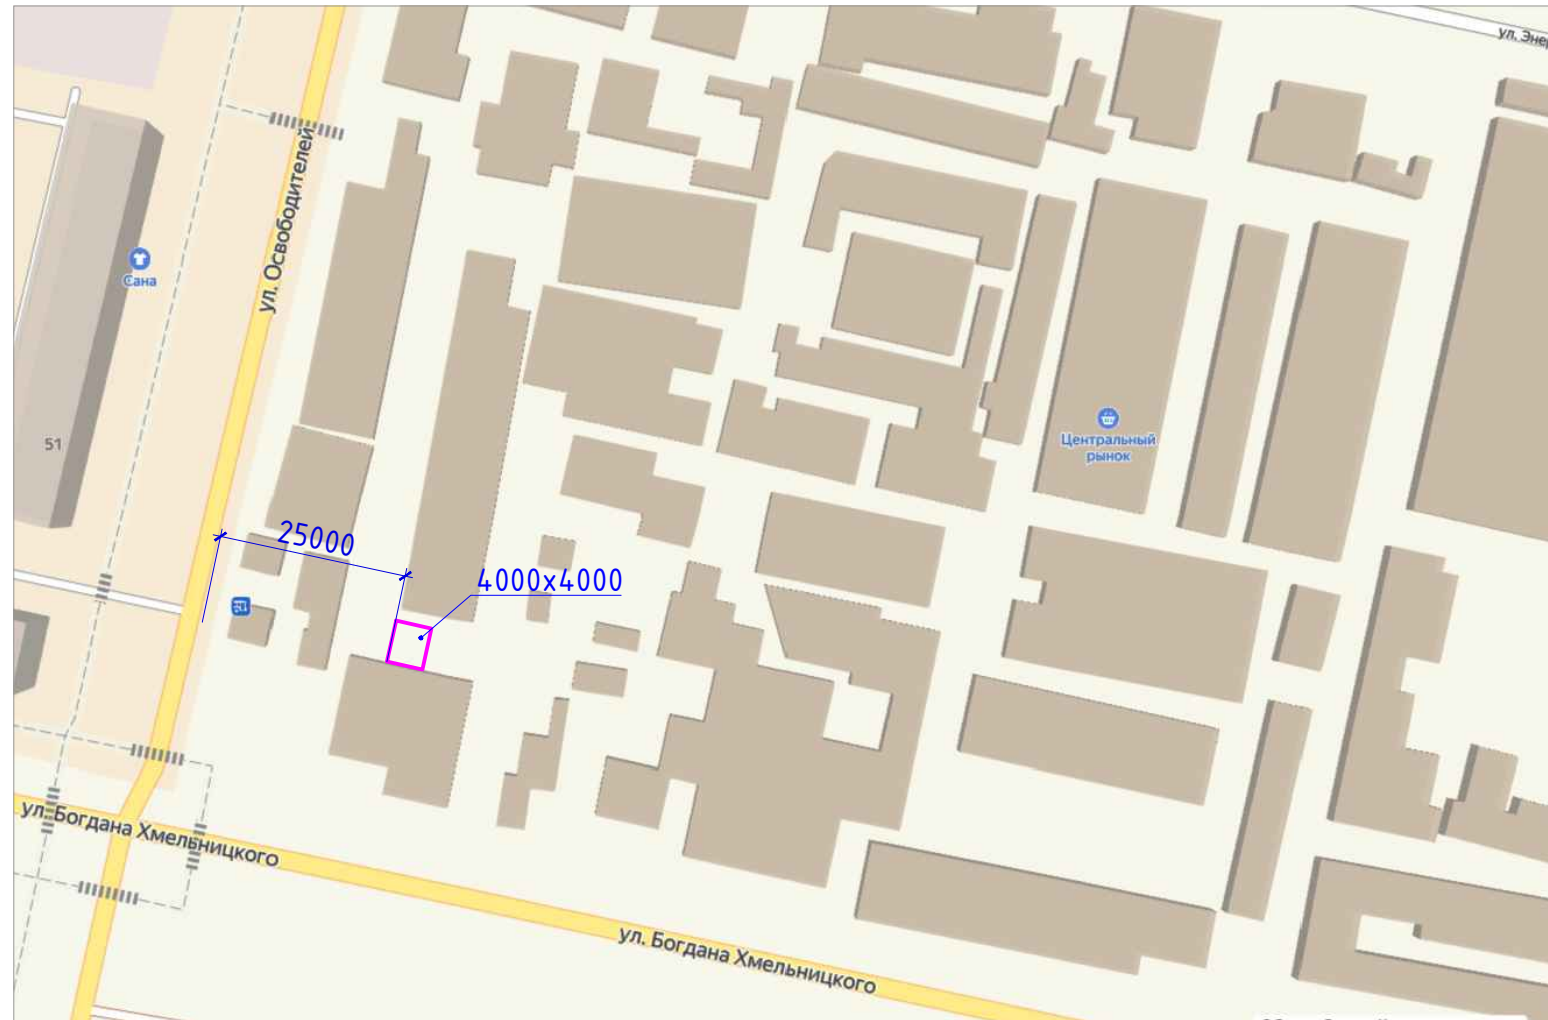 ул. Энер
ул. Освободителей
Сана
51
Центральный
рынок
25000
4000x4000
ул. Богдана Хмельницкого
ул. Богдана Хмельницкого